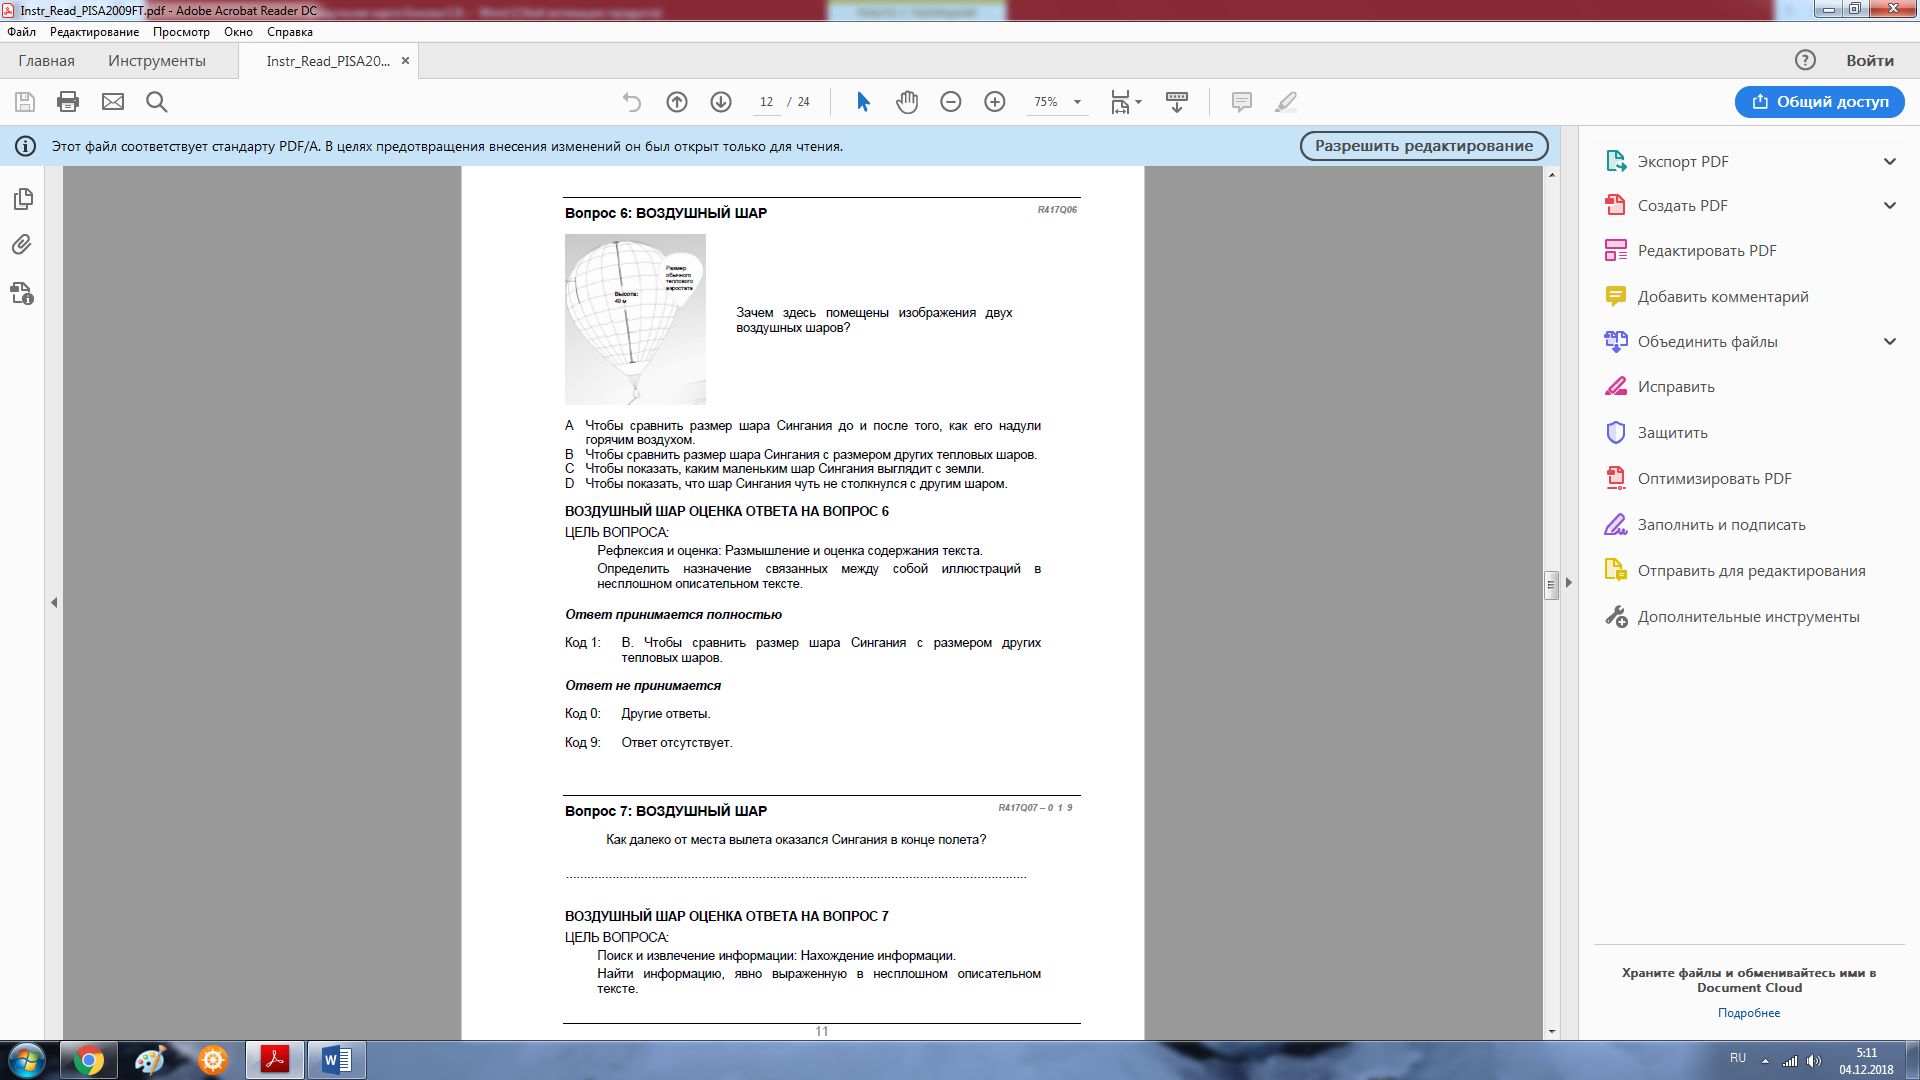 Instr_Read_PISA2009FT.pdf - Adobe Acrobat Reader DC
Файл Редактирование Просмотр Окно Справка
Главная Инструменты Instr_Read_PISA20... × Войти
12 / 24 75% Общий доступ
Этот файл соответствует стандарту PDF/A. В целях предотвращения внесения изменений он был открыт только для чтения. Разрешить редактирование
Вопрос 6: ВОЗДУШНЫЙ ШАР R417Q06
Размер
обычного
теплового
аэростата
Высота:
49 м
Зачем здесь помещены изображения двух
воздушных шаров?
A Чтобы сравнить размер шара Сингания до и после того, как его надули
горячим воздухом.
B Чтобы сравнить размер шара Сингания с размером других тепловых шаров.
C Чтобы показать, каким маленьким шар Сингания выглядит с земли.
D Чтобы показать, что шар Сингания чуть не столкнулся с другим шаром.
ВОЗДУШНЫЙ ШАР ОЦЕНКА ОТВЕТА НА ВОПРОС 6
ЦЕЛЬ ВОПРОСА:
Рефлексия и оценка: Размышление и оценка содержания текста.
Определить назначение связанных между собой иллюстраций в
несплошном описательном тексте.
Ответ принимается полностью
Код 1: B. Чтобы сравнить размер шара Сингания с размером других
тепловых шаров.
Ответ не принимается
Код 0: Другие ответы.
Код 9: Ответ отсутствует.
Вопрос 7: ВОЗДУШНЫЙ ШАР R417Q07 – 0 1 9
Как далеко от места вылета оказался Сингания в конце полета?
ВОЗДУШНЫЙ ШАР ОЦЕНКА ОТВЕТА НА ВОПРОС 7
ЦЕЛЬ ВОПРОСА:
Поиск и извлечение информации: Нахождение информации.
Найти информацию, явно выраженную в несплошном описательном
тексте.
11
Экспорт PDF
Создать PDF
Редактировать PDF
Добавить комментарий
Объединить файлы
Исправить
Защитить
Оптимизировать PDF
Заполнить и подписать
Отправить для редактирования
Дополнительные инструменты
Храните файлы и обменивайтесь ими в
Document Cloud
Подробнее
RU
5:11
04.12.2018